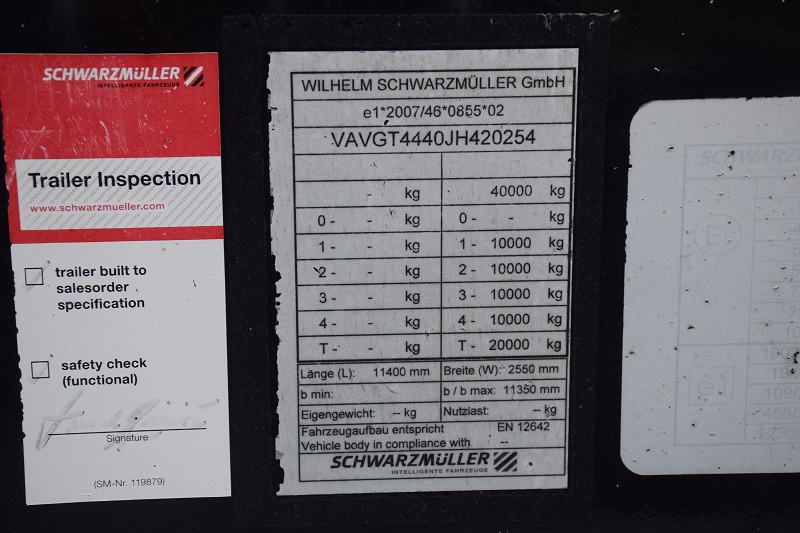 SCHWARZMÜLLER
INTELLIGENTE FAHRZEUGE
Trailer Inspection
www.schwarzmueller.com
trailer built to
salesorder
specification
safety check
(functional)
Signature
(SM-Nr. 119879)
WILHELM SCHWARZMÜLLER GmbH
e1*2007/46*0855*02
VAVGT4440JH420254
- kg 40000 kg
0- - kg 0- - kg
1 - - kg 1- 10000 kg
2- - kg 2 - 10000 kg
3 - - kg 3 - 10000 kg
4 - - kg 4 - 10000 kg
T- - kg T - 20000 kg
Länge (L): 11400 mm Breite (W): 2550 mm
b min: b / b max: 11350 mm
Eigengewicht: -- kg Nutzlast: -- kg
Fahrzeugaufbau entspricht EN 12642
Vehicle body in compliance with --
SCHWARZMÜLLER
INTELLIGENTE FAHRZEUGE
E1